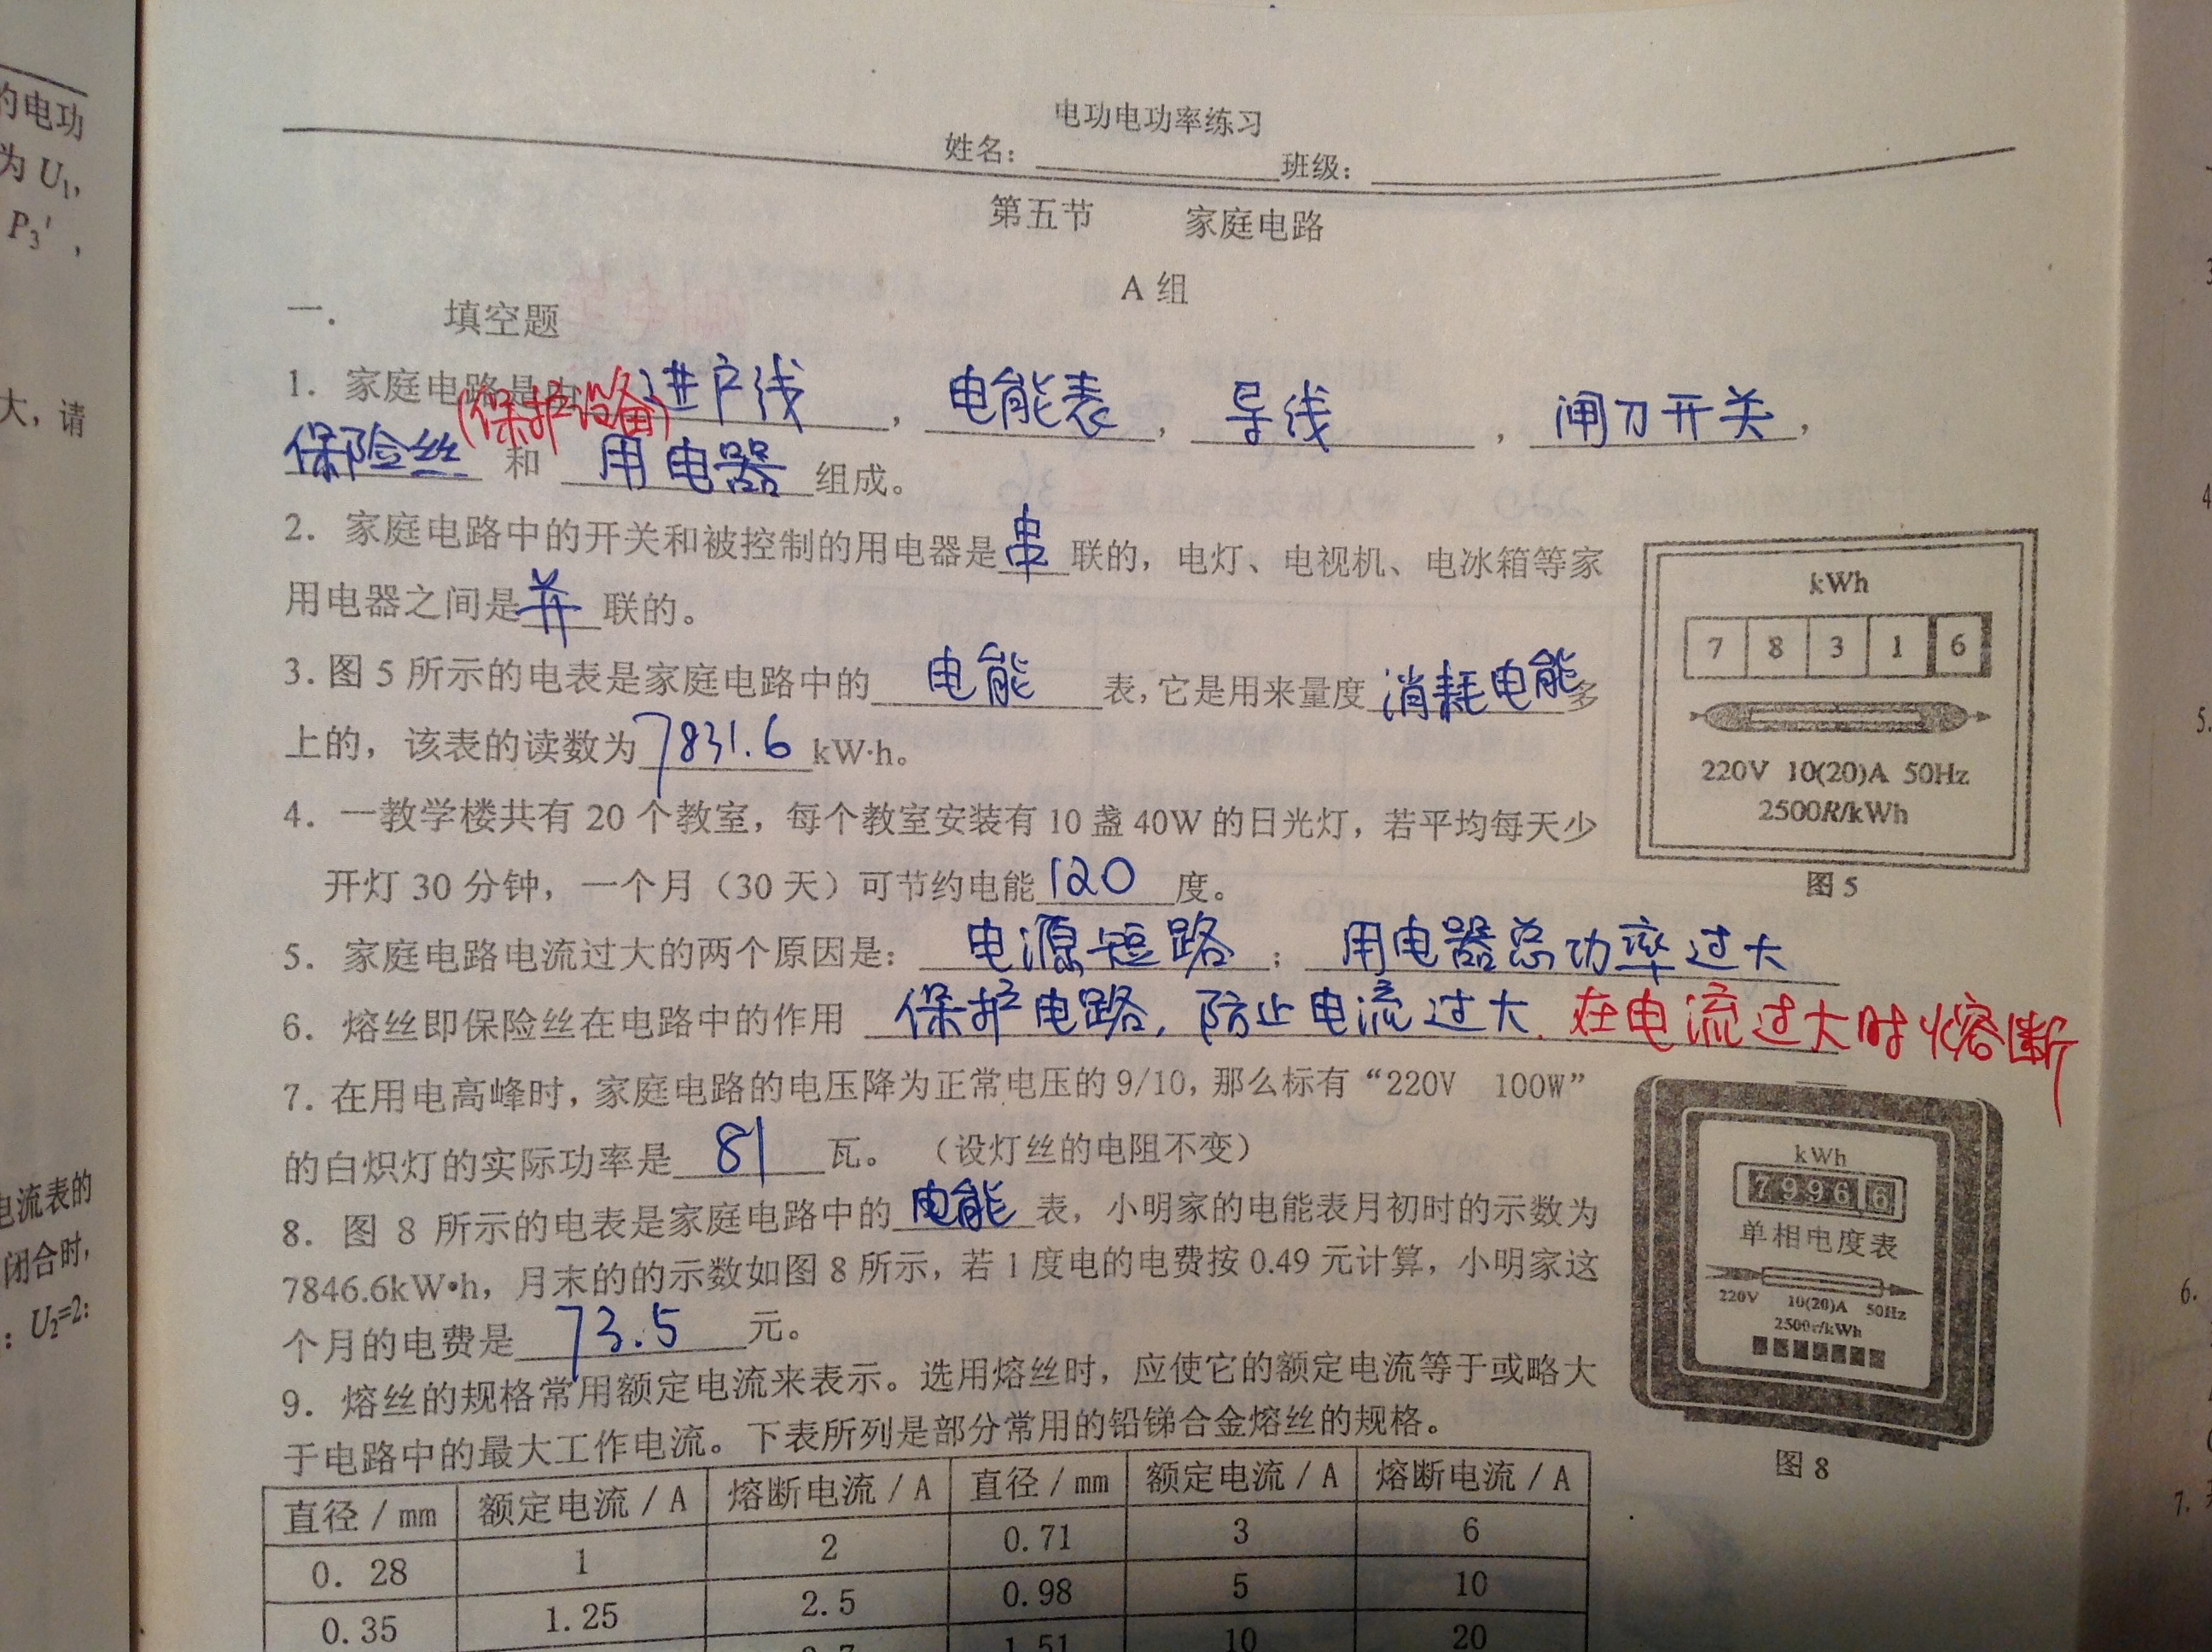 的电功
为 U₁,
P₃′ ,
大，请
电流表的
闭合时,
: U₂=2:
电功电功率练习
姓名：____________班级：____________
第五节 家庭电路
A 组
一. 填空题
1. 家庭电路是由 进户线 ， 电能表 ， 导线 ， 闸刀开关 ，
(保护设备)
保险丝 和 用电器 组成。
2. 家庭电路中的开关和被控制的用电器是 串 联的，电灯、电视机、电冰箱等家
用电器之间是 并 联的。
3. 图 5 所示的电表是家庭电路中的 电能 表，它是用来量度 消耗电能 多
上的，该表的读数为 7831.6 kW·h。
4. 一教学楼共有 20 个教室，每个教室安装有 10 盏 40W 的日光灯，若平均每天少
开灯 30 分钟，一个月（30 天）可节约电能 120 度。
5. 家庭电路电流过大的两个原因是： 电源短路 ； 用电器总功率过大
6. 熔丝即保险丝在电路中的作用 保护电路，防止电流过大. 在电流过大时熔断
7. 在用电高峰时，家庭电路的电压降为正常电压的 9/10，那么标有“220V 100W”
的白炽灯的实际功率是 81 瓦。（设灯丝的电阻不变）
8. 图 8 所示的电表是家庭电路中的 电能 表，小明家的电能表月初时的示数为
7846.6kW•h，月末的的示数如图 8 所示，若 1 度电的电费按 0.49 元计算，小明家这
个月的电费是 73.5 元。
9. 熔丝的规格常用额定电流来表示。选用熔丝时，应使它的额定电流等于或略大
于电路中的最大工作电流。下表所列是部分常用的铅锑合金熔丝的规格。
直径/mm 额定电流/A 熔断电流/A 直径/mm 额定电流/A 熔断电流/A
0.28 1 2 0.71 3 6
0.35 1.25 2.5 0.98 5 10
1.51 10 20
kWh
7 8 3 1 6
220V 10(20)A 50Hz
2500R/kWh
图 5
kWh
7 9 9 6 6
单相电度表
220V 10(20)A 50Hz
2500r/kWh
图 8
4
5.
6.
7.